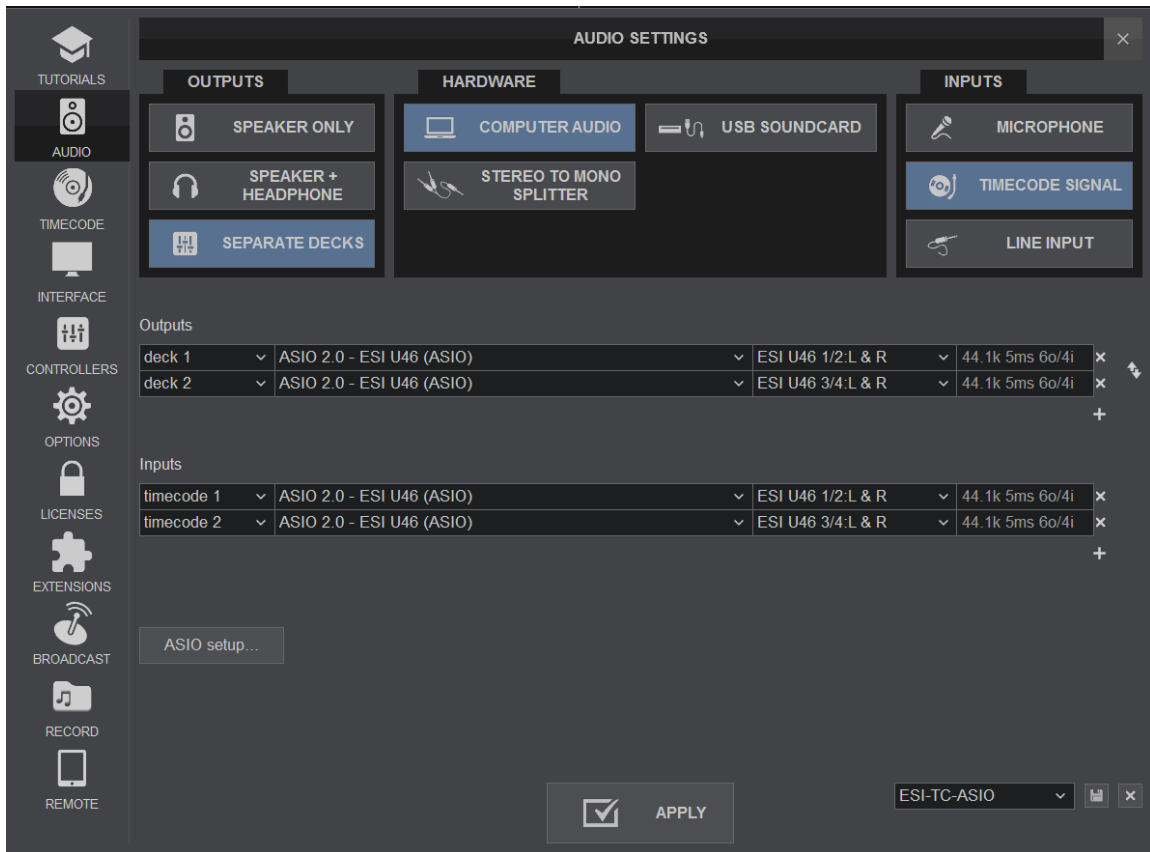 AUDIO SETTINGS
TUTORIALS
AUDIO
TIMECODE
INTERFACE
CONTROLLERS
OPTIONS
LICENSES
EXTENSIONS
BROADCAST
RECORD
REMOTE
OUTPUTS
SPEAKER ONLY
SPEAKER +
HEADPHONE
SEPARATE DECKS
HARDWARE
COMPUTER AUDIO
USB SOUNDCARD
STEREO TO MONO
SPLITTER
INPUTS
MICROPHONE
TIMECODE SIGNAL
LINE INPUT
Outputs
deck 1 ASIO 2.0 - ESI U46 (ASIO) ESI U46 1/2:L & R 44.1k 5ms 6o/4i
deck 2 ASIO 2.0 - ESI U46 (ASIO) ESI U46 3/4:L & R 44.1k 5ms 6o/4i
Inputs
timecode 1 ASIO 2.0 - ESI U46 (ASIO) ESI U46 1/2:L & R 44.1k 5ms 6o/4i
timecode 2 ASIO 2.0 - ESI U46 (ASIO) ESI U46 3/4:L & R 44.1k 5ms 6o/4i
ASIO setup...
APPLY
ESI-TC-ASIO